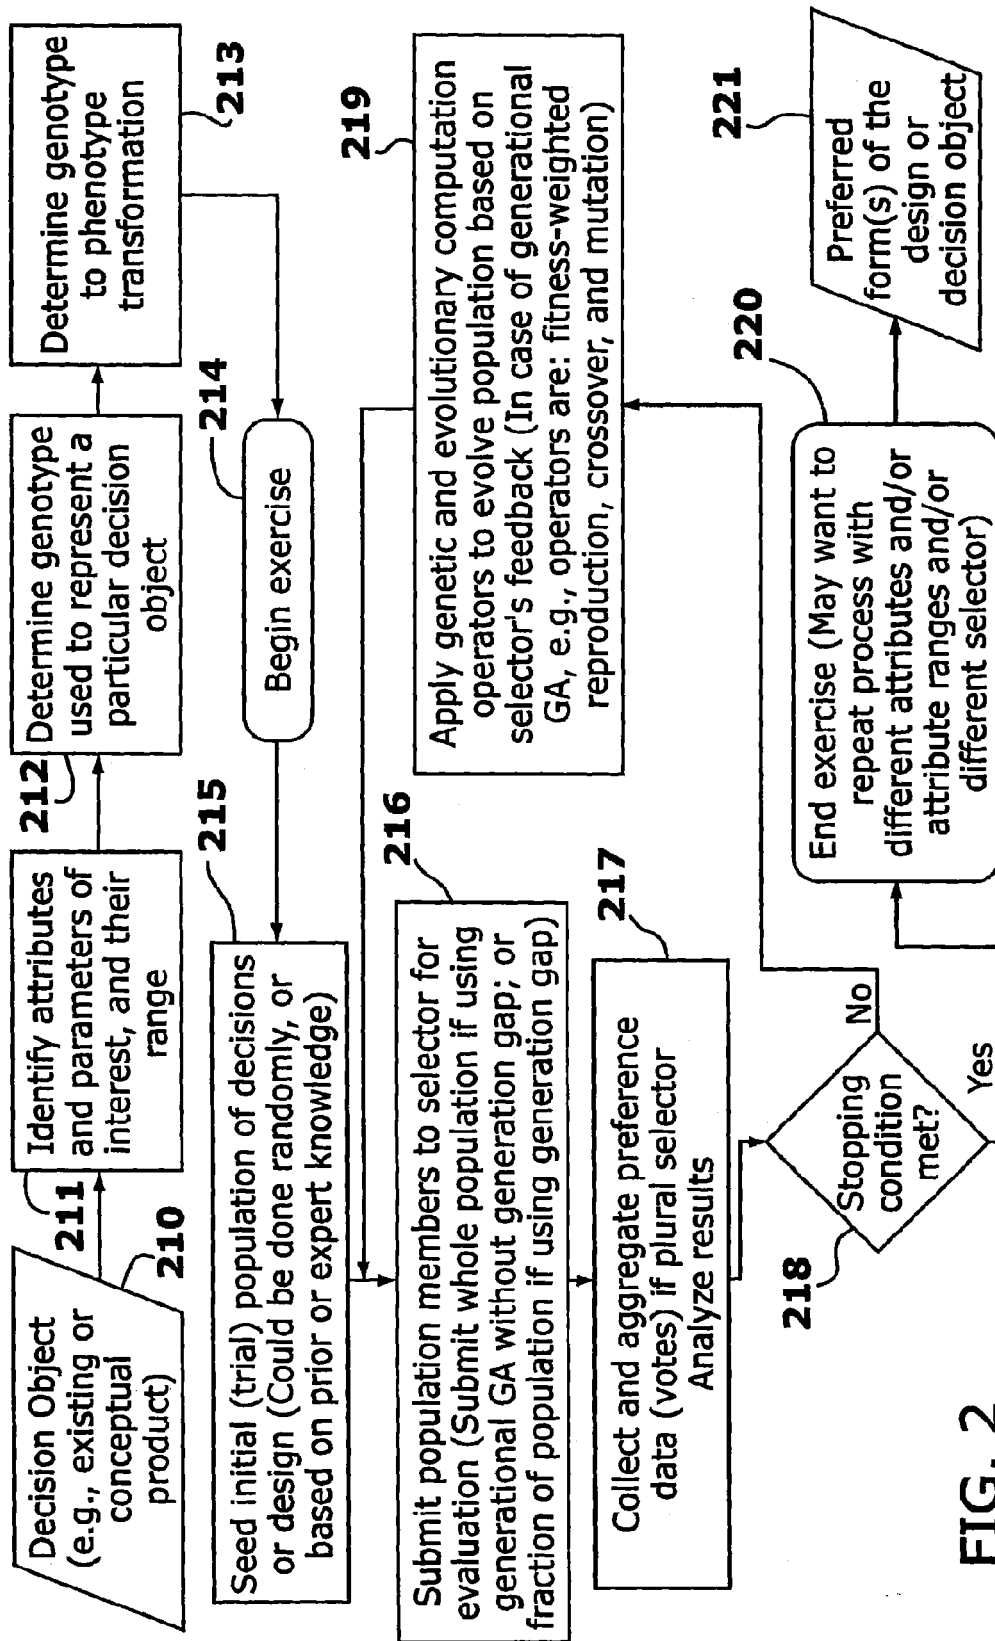 Decision Object
(e.g., existing or
conceptual
product)
210
211
Identify attributes
and parameters of
interest, and their
range
212
Determine genotype
used to represent a
particular decision
object
Determine genotype
to phenotype
transformation
213
214
Begin exercise
215
Seed initial (trial) population of decisions
or design (Could be done randomly, or
based on prior or expert knowledge)
216
Submit population members to selector for
evaluation (Submit whole population if using
generational GA without generation gap; or
fraction of population if using generation gap)
217
Collect and aggregate preference
data (votes) if plural selector
Analyze results
218
Stopping
condition
met?
No
Yes
219
Apply genetic and evolutionary computation
operators to evolve population based on
selector's feedback (In case of generational
GA, e.g., operators are: fitness-weighted
reproduction, crossover, and mutation)
220
End exercise (May want to
repeat process with
different attributes and/or
attribute ranges and/or
different selector)
221
Preferred
form(s) of the
design or
decision object
FIG. 2